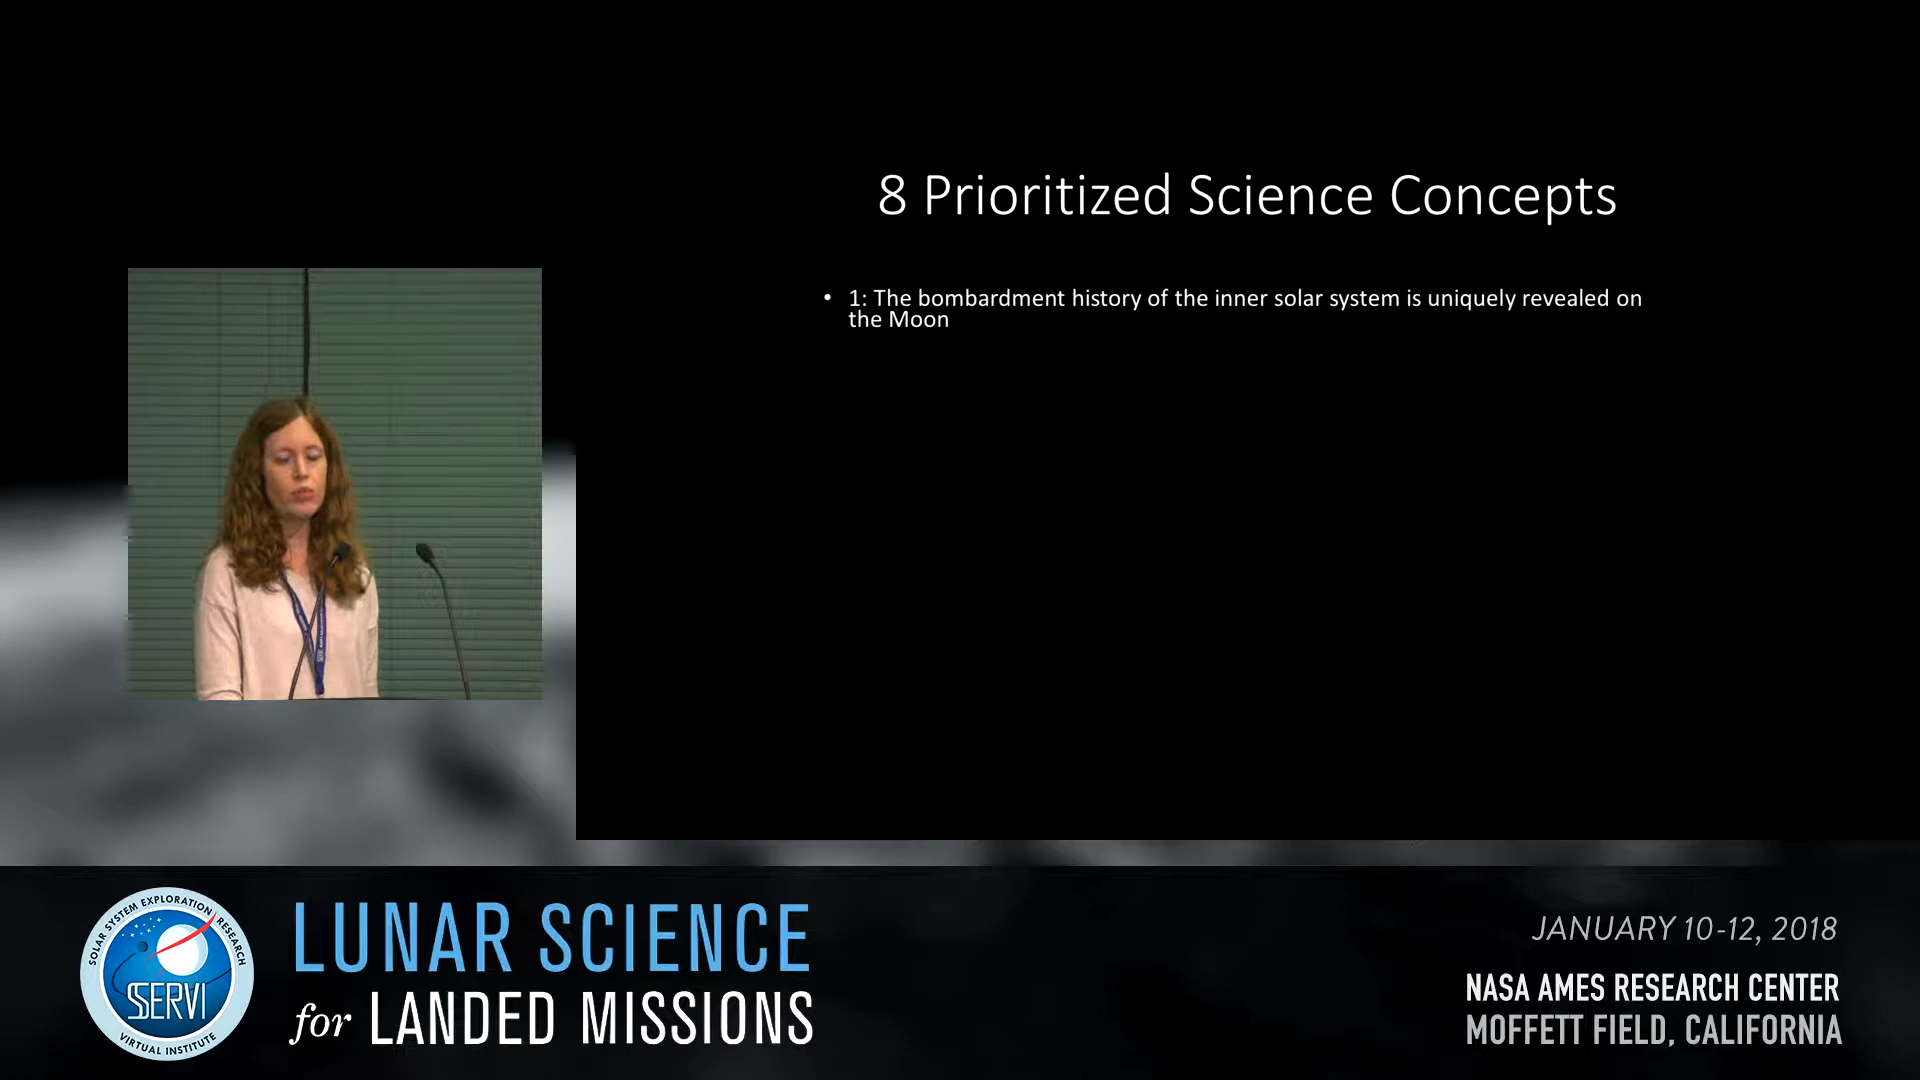 8 Prioritized Science Concepts
• 1: The bombardment history of the inner solar system is uniquely revealed on
the Moon
SOLAR SYSTEM EXPLORATION RESEARCH
SSERVI
VIRTUAL INSTITUTE
LUNAR SCIENCE
for LANDED MISSIONS
JANUARY 10-12, 2018
NASA AMES RESEARCH CENTER
MOFFETT FIELD, CALIFORNIA